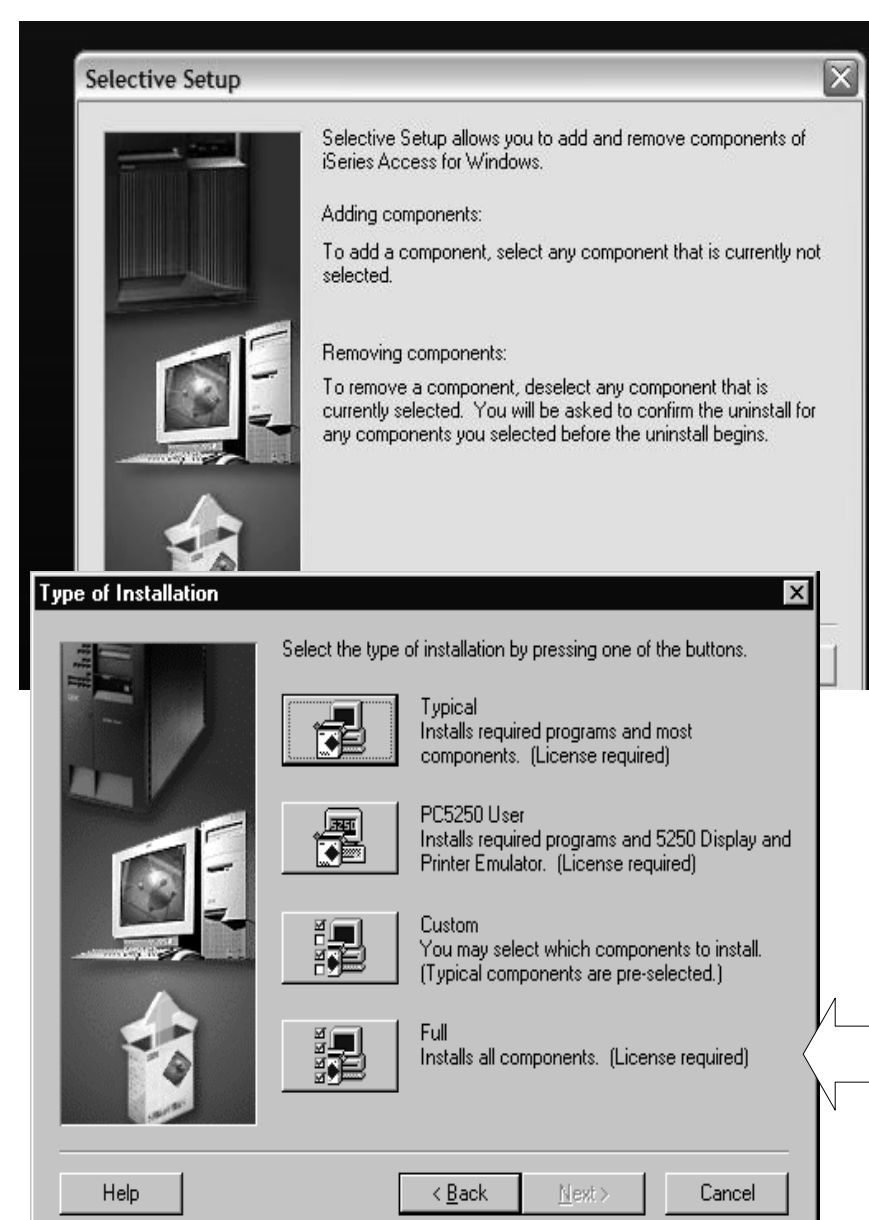 Selective Setup
Selective Setup allows you to add and remove components of
iSeries Access for Windows.
Adding components:
To add a component, select any component that is currently not
selected.
Removing components:
To remove a component, deselect any component that is
currently selected. You will be asked to confirm the uninstall for
any components you selected before the uninstall begins.
Type of Installation
Select the type of installation by pressing one of the buttons.
Typical
Installs required programs and most
components. (License required)
5250
PC5250 User
Installs required programs and 5250 Display and
Printer Emulator. (License required)
Custom
You may select which components to install.
(Typical components are pre-selected.)
Full
Installs all components. (License required)
Help
< Back
Next >
Cancel